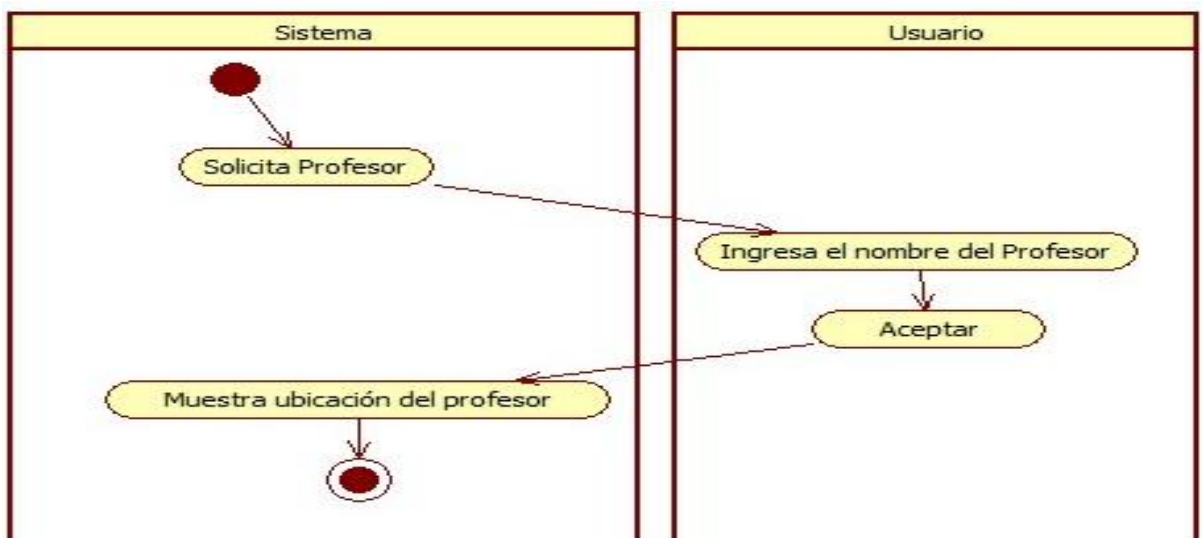 Sistema
Usuario
Solicita Profesor
Ingresa el nombre del Profesor
Aceptar
Muestra ubicación del profesor